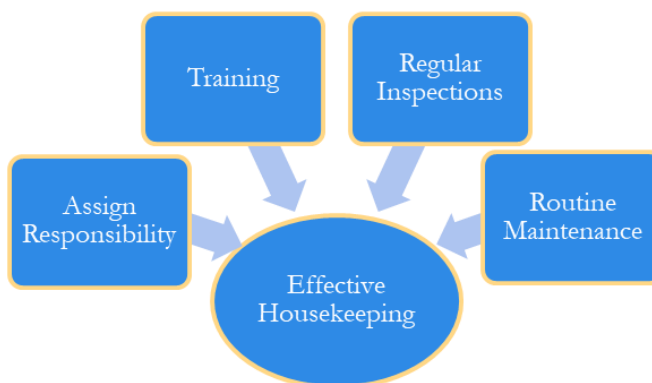 Training
Regular
Inspections
Assign
Responsibility
Routine
Maintenance
Effective
Housekeeping